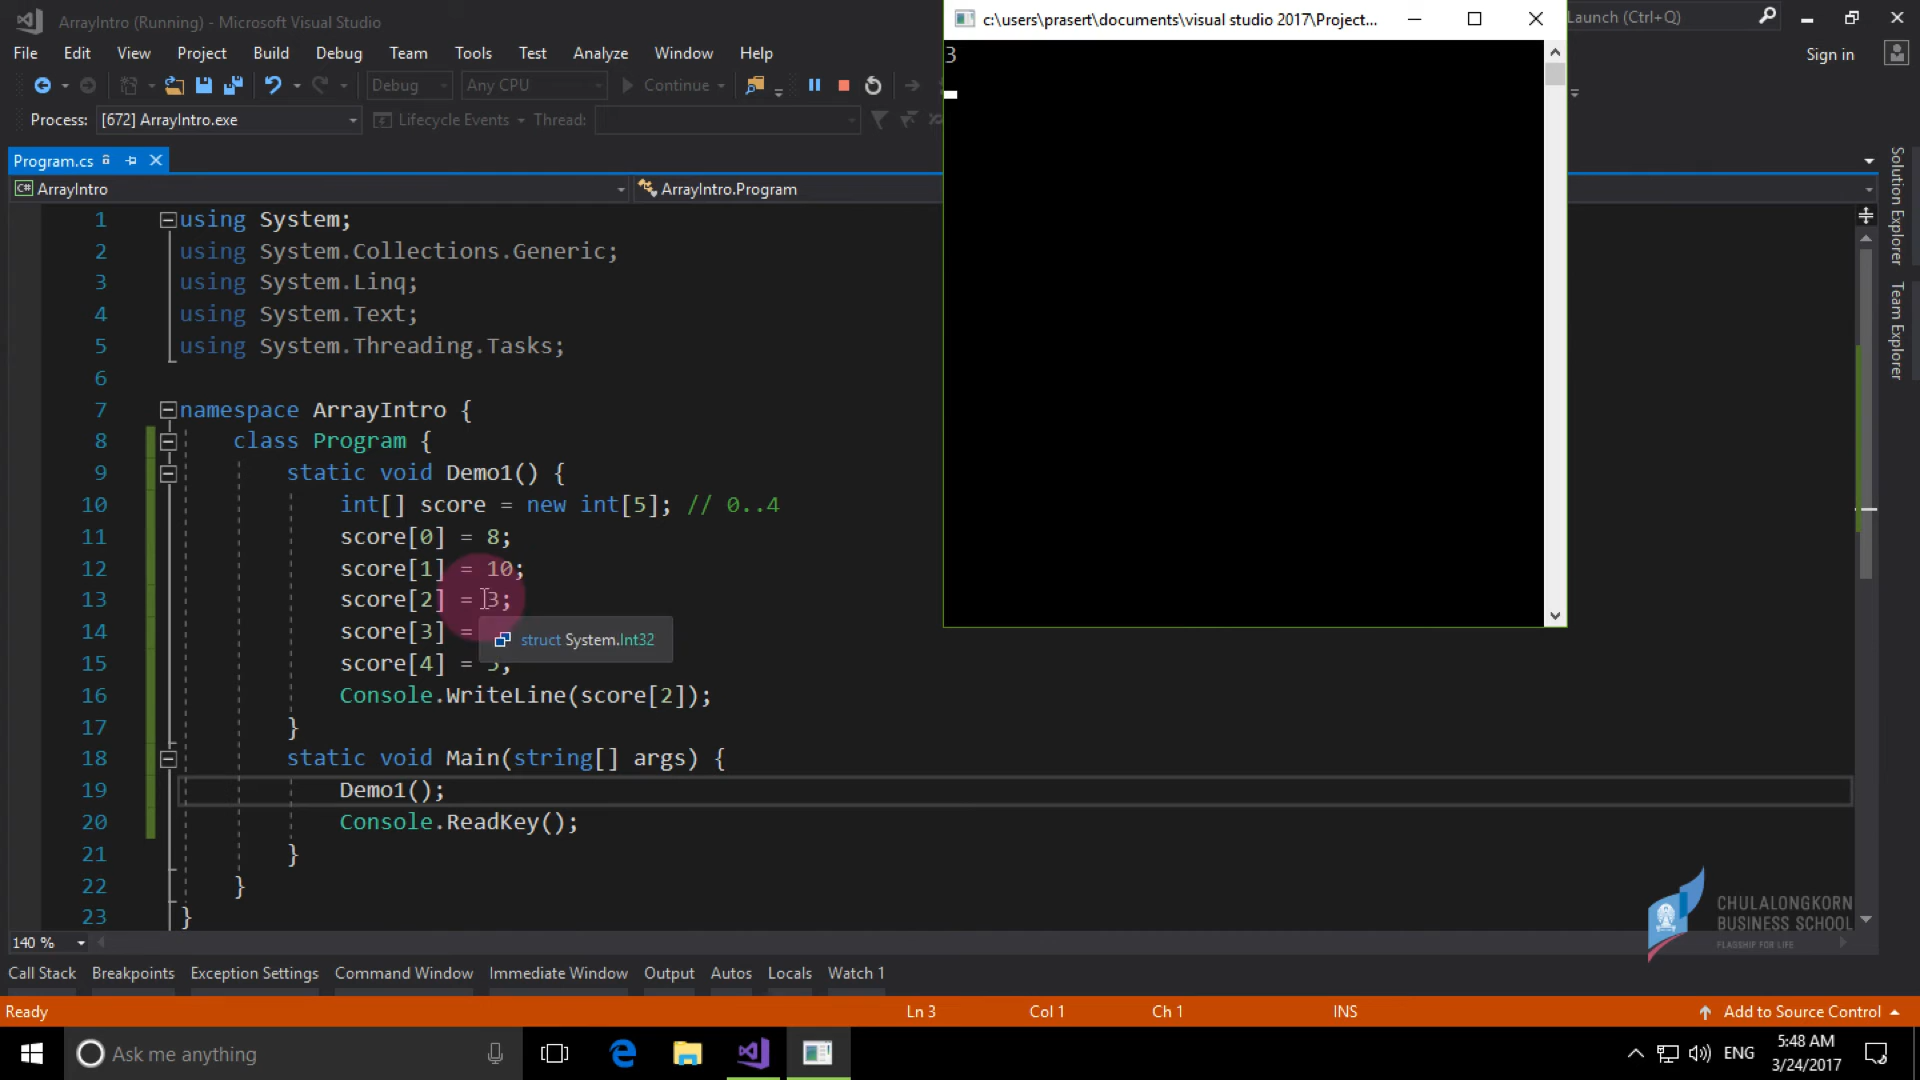 ArrayIntro (Running) - Microsoft Visual Studio
Launch (Ctrl+Q)
File Edit View Project Build Debug Team Tools Test Analyze Window Help
Sign in
Debug Any CPU Continue
Process: [672] ArrayIntro.exe Lifecycle Events Thread:
Program.cs
C# ArrayIntro ArrayIntro.Program
1 using System;
2 using System.Collections.Generic;
3 using System.Linq;
4 using System.Text;
5 using System.Threading.Tasks;
6
7 namespace ArrayIntro {
8 class Program {
9 static void Demo1() {
10 int[] score = new int[5]; // 0..4
11 score[0] = 8;
12 score[1] = 10;
13 score[2] = 3;
14 score[3] =
15 score[4] = 5;
16 Console.WriteLine(score[2]);
17 }
18 static void Main(string[] args) {
19 Demo1();
20 Console.ReadKey();
21 }
22 }
23 }
struct System.Int32
c:\users\prasert\documents\visual studio 2017\Project...
3
Solution Explorer
Team Explorer
CHULALONGKORN
BUSINESS SCHOOL
FLAGSHIP FOR LIFE
140 %
Call Stack Breakpoints Exception Settings Command Window Immediate Window Output Autos Locals Watch 1
Ready Ln 3 Col 1 Ch 1 INS Add to Source Control
Ask me anything
ENG
5:48 AM
3/24/2017